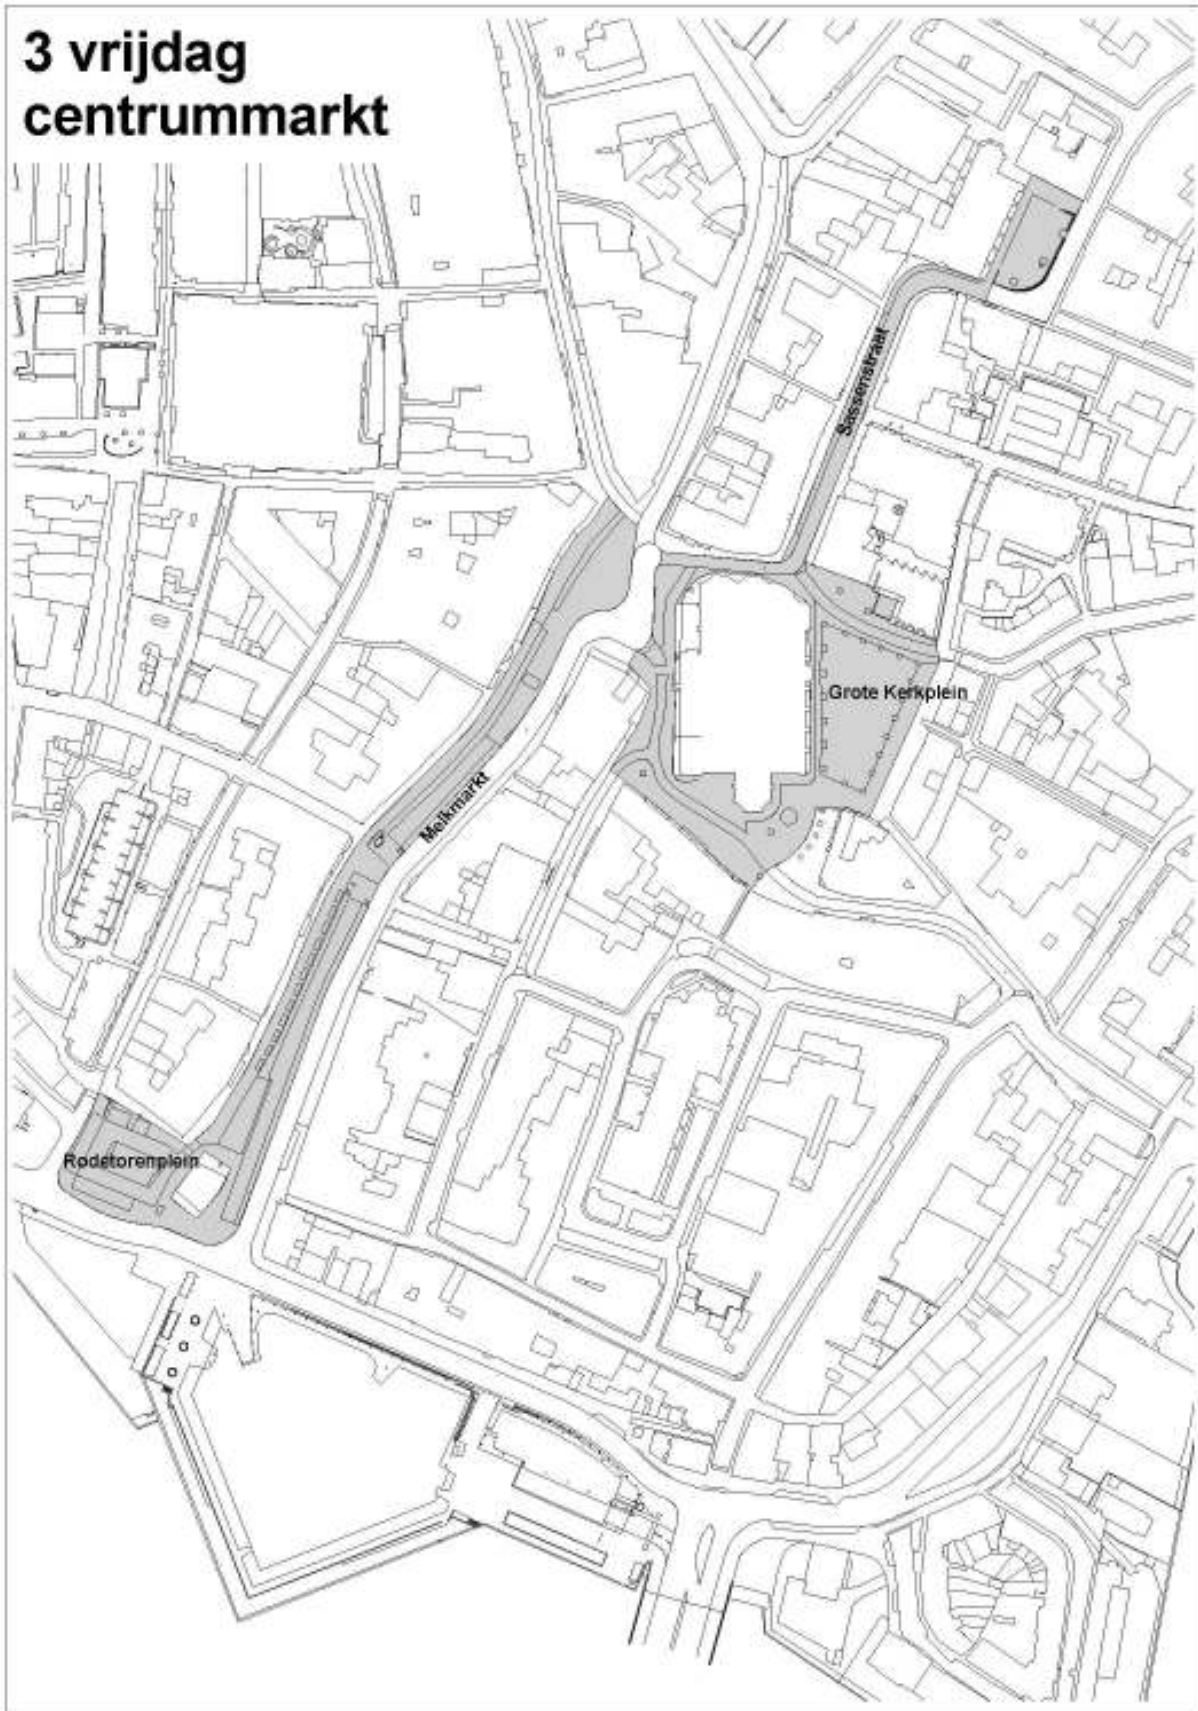 3 vrijdag
centrummarkt
Sassenstraat
Grote Kerkplein
Melkmarkt
Rodetorenplein